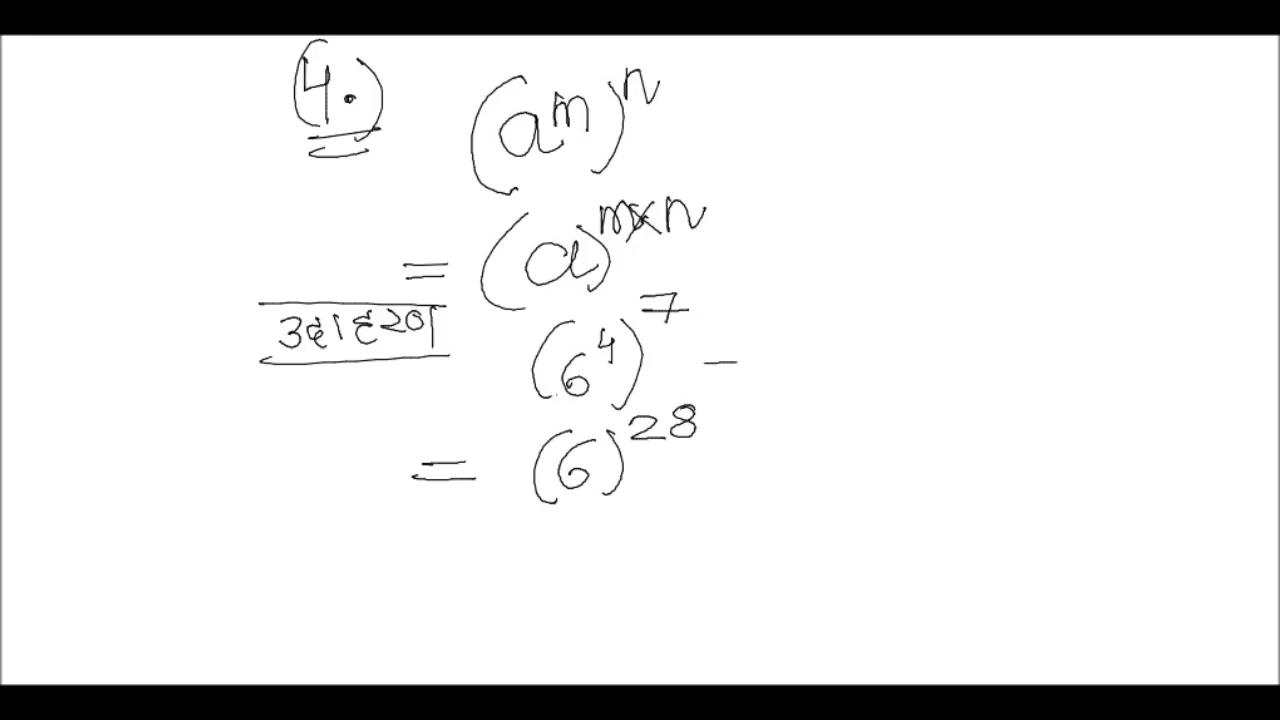 (4.)
(a^m)^n
= (a)^m×n
उदाहरण
(6^4)^7 -
= (6)^28